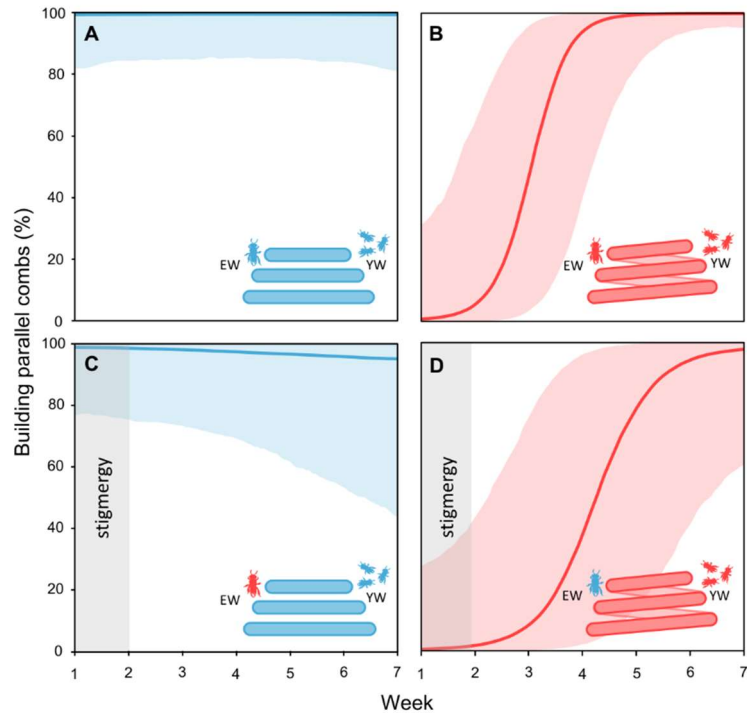 Building parallel combs (%)
100
80
60
40
20
0
A
EW
YW
B
EW
YW
100
80
60
40
20
0
C
stigmergy
EW
YW
D
stigmergy
EW
YW
1 2 3 4 5 6 7
1 2 3 4 5 6 7
Week